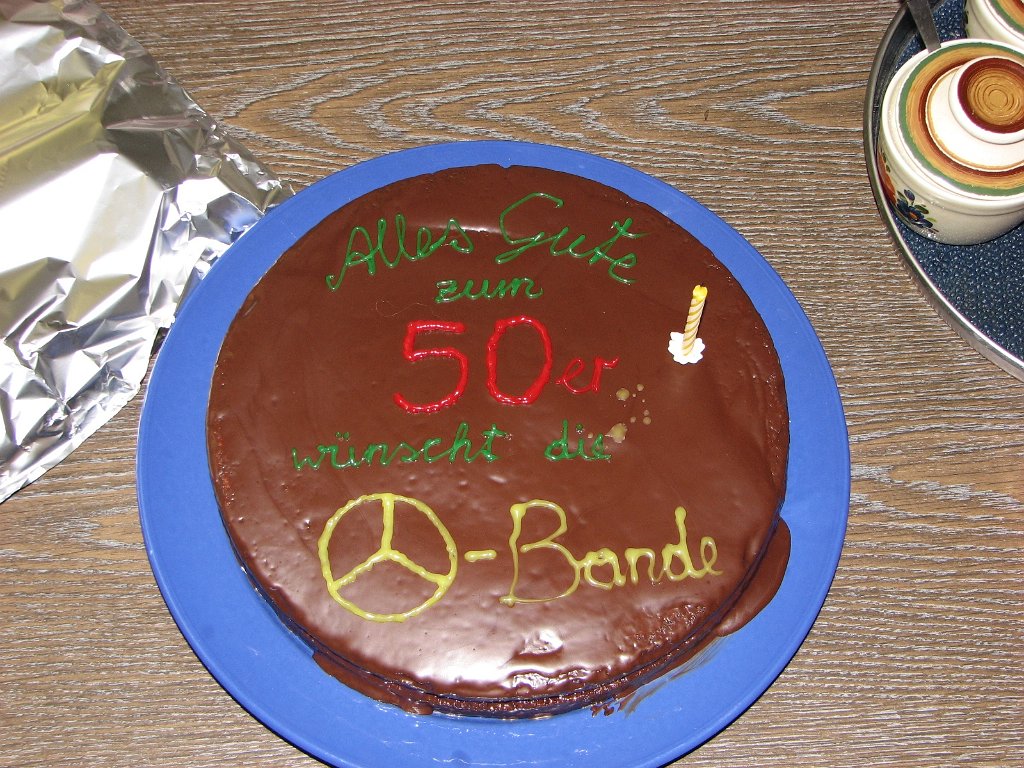 Alles Gute
zum
50er
wünscht die
-Bande